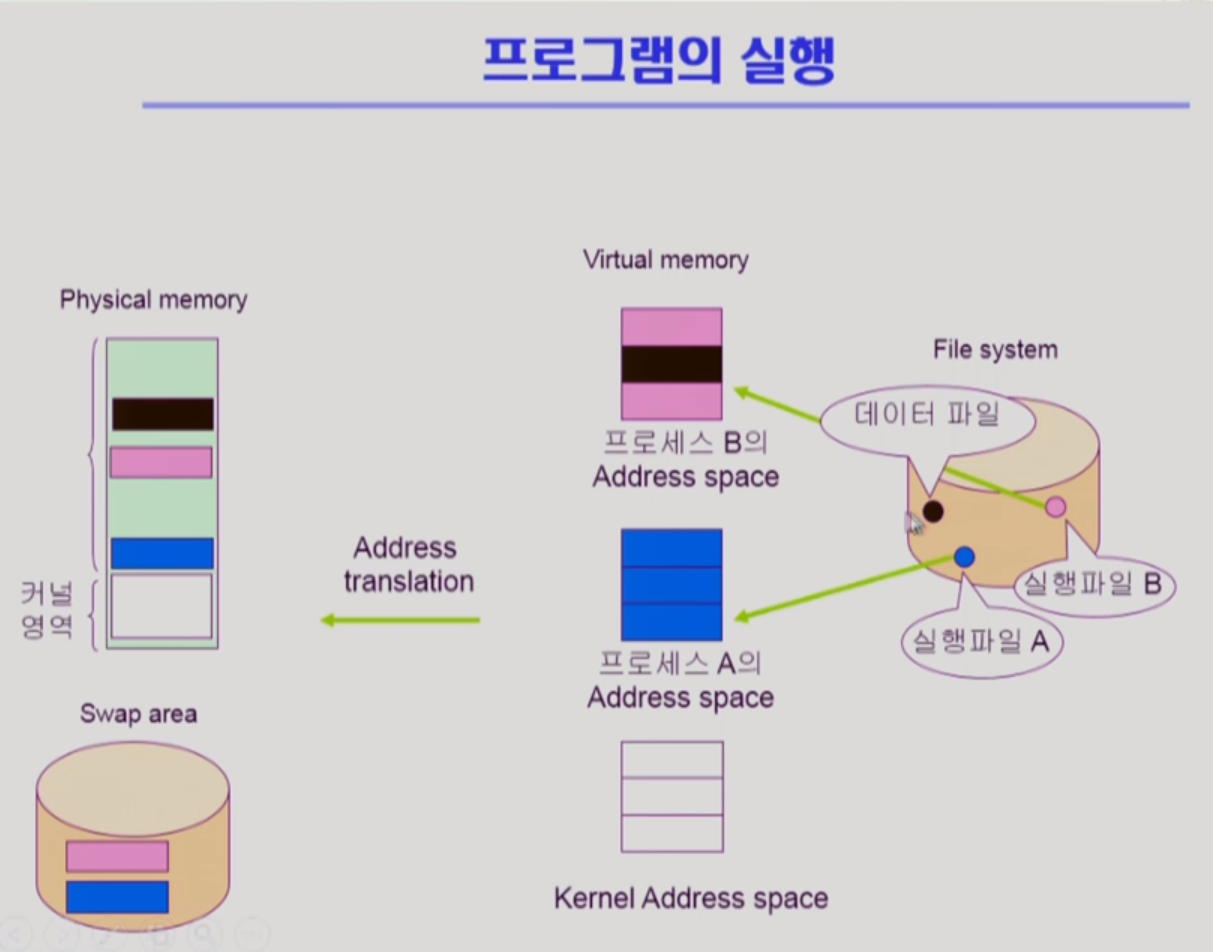 프로그램의 실행
Virtual memory
Physical memory
File system
데이터 파일
프로세스 B의
Address space
Address
translation
커널
영역
실행파일 B
실행파일 A
프로세스 A의
Address space
Swap area
Kernel Address space